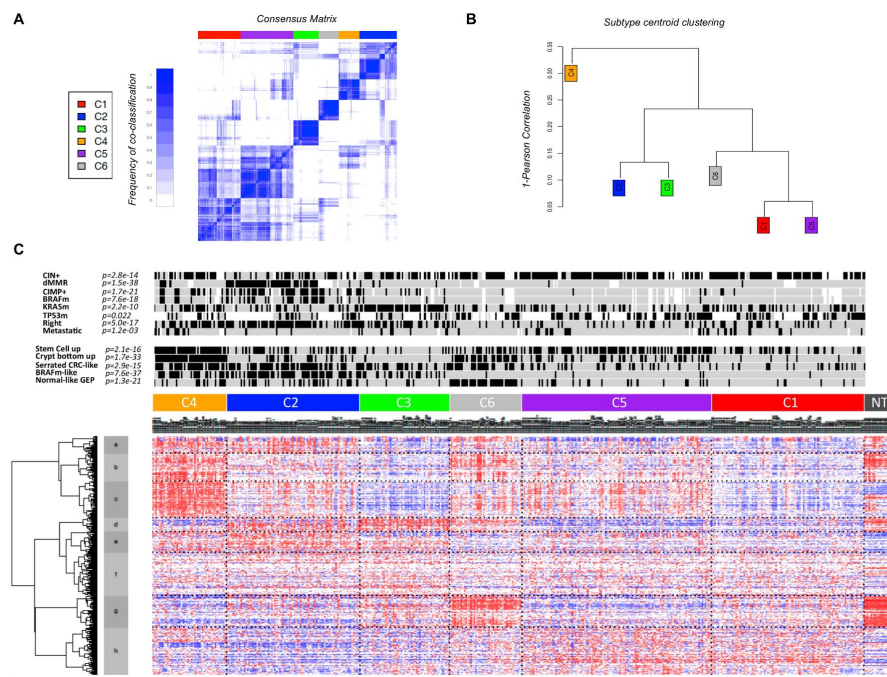 A
Consensus Matrix
Frequency of co-classification
1
0.9
0.8
0.7
0.6
0.5
0.4
0.3
0.2
0.1
0
C1
C2
C3
C4
C5
C6
B
Subtype centroid clustering
1-Pearson Correlation
0.35
0.30
0.25
0.20
0.15
0.10
0.05
C4
C2
C3
C6
C1
C5
C
CIN+ p=2.8e-14
dMMR p=1.5e-38
CIMP+ p=1.7e-21
BRAFm p=7.6e-18
KRASm p=2.2e-10
TP53m p=0.022
Right p=5.0e-17
Metastatic p=1.2e-03
Stem Cell up p=2.1e-16
Crypt bottom up p=1.7e-33
Serrated CRC-like p=2.9e-15
BRAFm-like p=7.6e-37
Normal-like GEP p=1.3e-21
C4 C2 C3 C6 C5 C1 NT
a
b
c
d
e
f
g
h